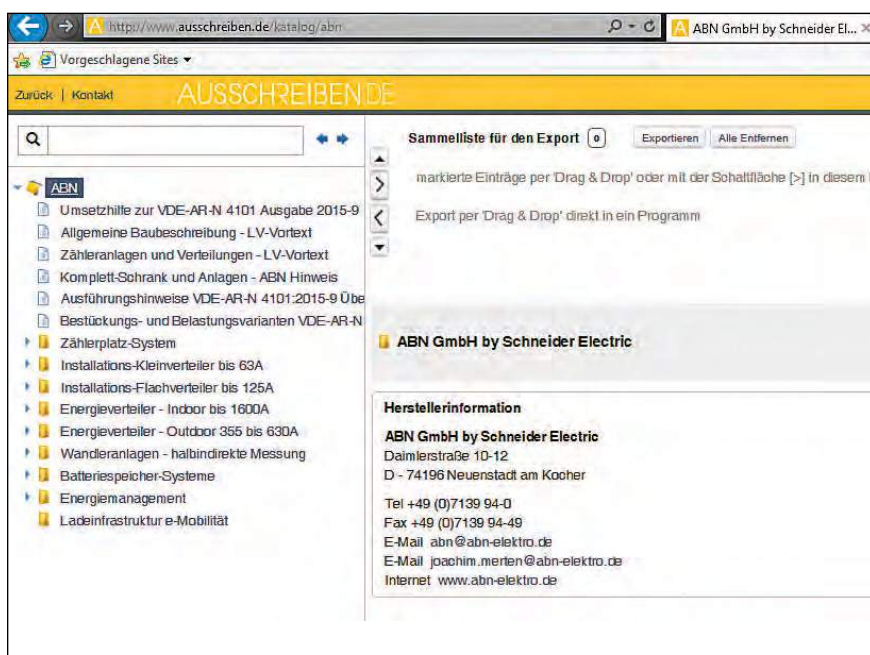 http://www.ausschreiben.de/katalog/abn
ABN GmbH by Schneider El...
Vorgeschlagene Sites
Zurück | Kontakt
AUSSCHREIBEN.DE
Sammelliste für den Export 0 Exportieren Alle Entfernen
markierte Einträge per 'Drag & Drop' oder mit der Schaltfläche [>] in diesem
Export per 'Drag & Drop' direkt in ein Programm
ABN
Umsetzhilfe zur VDE-AR-N 4101 Ausgabe 2015-9
Allgemeine Baubeschreibung - LV-Vortext
Zähleranlagen und Verteilungen - LV-Vortext
Komplett-Schrank und Anlagen - ABN Hinweis
Ausführungshinweise VDE-AR-N 4101:2015-9 Übe
Bestückungs- und Belastungsvarianten VDE-AR-N
Zählerplatz-System
Installations-Kleinverteiler bis 63A
Installations-Flachverteiler bis 125A
Energieverteiler - Indoor bis 1600A
Energieverteiler - Outdoor 355 bis 630A
Wandleranlagen - halbindirekte Messung
Batteriespeicher-Systeme
Energiemanagement
Ladeinfrastruktur e-Mobilität
ABN GmbH by Schneider Electric
Herstellerinformation
ABN GmbH by Schneider Electric
Daimlerstraße 10-12
D - 74196 Neuenstadt am Kocher
Tel +49 (0)7139 94-0
Fax +49 (0)7139 94-49
E-Mail abn@abn-elektro.de
E-Mail joachim.merten@abn-elektro.de
Internet www.abn-elektro.de